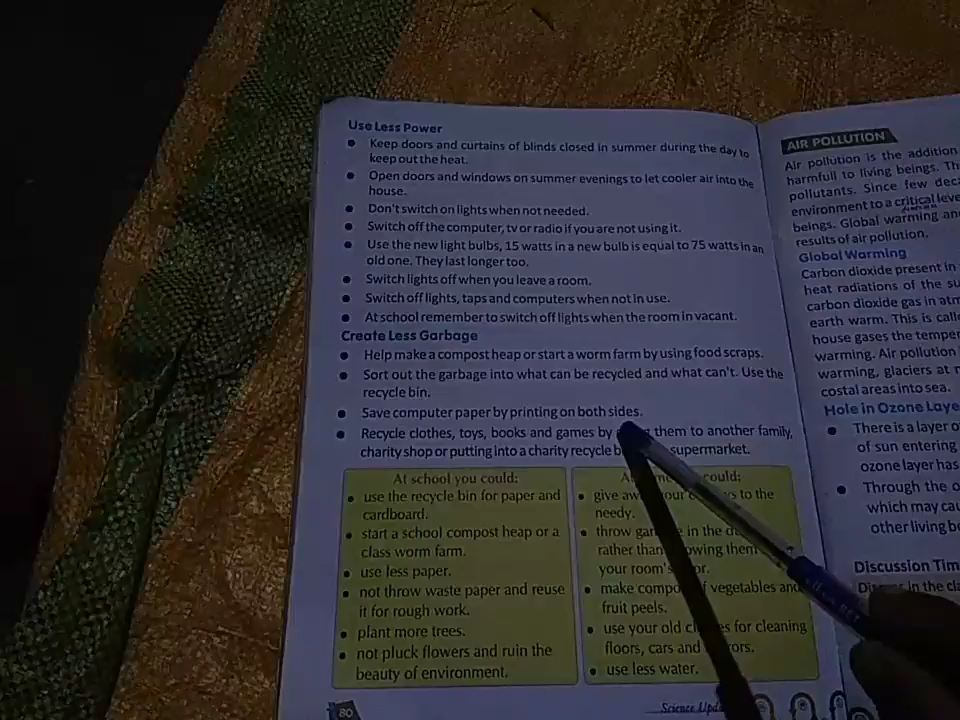 Use Less Power
● Keep doors and curtains of blinds closed in summer during the day to
keep out the heat.
● Open doors and windows on summer evenings to let cooler air into the
house.
● Don't switch on lights when not needed.
● Switch off the computer, tv or radio if you are not using it.
● Use the new light bulbs, 15 watts in a new bulb is equal to 75 watts in an
old one. They last longer too.
● Switch lights off when you leave a room.
● Switch off lights, taps and computers when not in use.
● At school remember to switch off lights when the room in vacant.
Create Less Garbage
● Help make a compost heap or start a worm farm by using food scraps.
● Sort out the garbage into what can be recycled and what can't. Use the
recycle bin.
● Save computer paper by printing on both sides.
● Recycle clothes, toys, books and games by them to another family,
charity shop or putting into a charity recycle supermarket.
At school you could:
● use the recycle bin for paper and
cardboard.
● start a school compost heap or a
class worm farm.
● use less paper.
● not throw waste paper and reuse
it for rough work.
● plant more trees.
● not pluck flowers and ruin the
beauty of environment.
could:
● give to the
needy.
● throw in the
rather than them
your room's
● make of vegetables and
fruit peels.
● use your old for cleaning
floors, cars and
● use less water.
80
Science
AIR POLLUTION
Air pollution is the addition
harmfull to living beings.
pollutants. Since few
environment to a critical
beings. Global warming
results of air pollution.
Global Warming
Carbon dioxide present in
heat radiations of the
carbon dioxide gas in
earth warm. This is
house gases the
warming. Air pollution
warming, glaciers at
costal areas into sea.
Hole in Ozone
● There is a layer
of sun entering
ozone layer has
● Through the
which may
other living
Discussion
in the